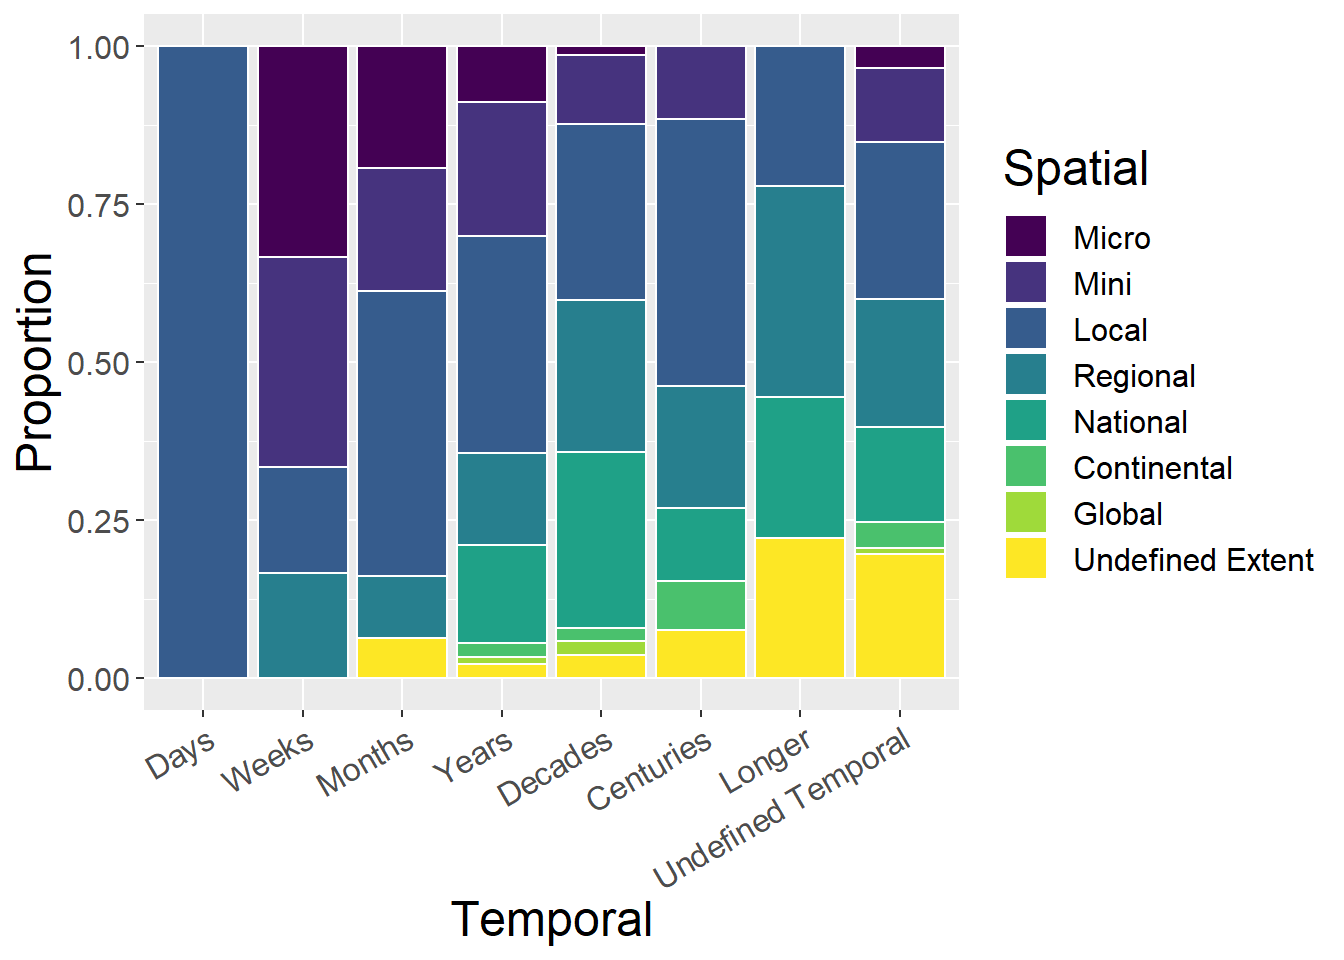 1.00
0.75
0.50
0.25
0.00
Proportion
Days
Weeks
Months
Years
Decades
Centuries
Longer
Undefined Temporal
Temporal
Spatial
Micro
Mini
Local
Regional
National
Continental
Global
Undefined Extent